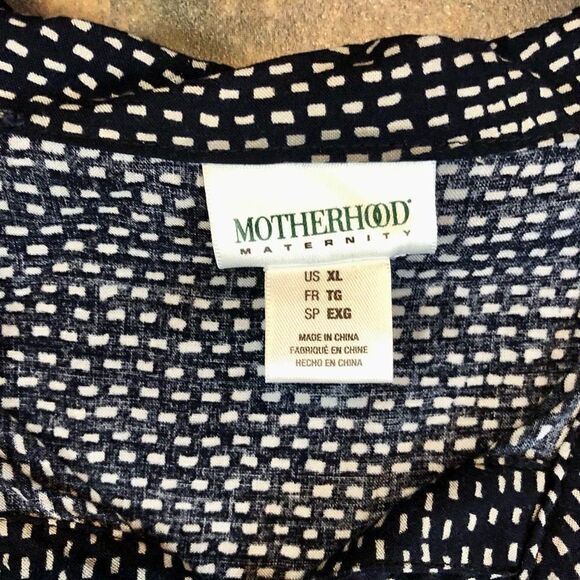 MOTHERHOOD®
MATERNITY
US XL
FR TG
SP EXG
MADE IN CHINA
FABRIQUÉ EN CHINE
HECHO EN CHINA